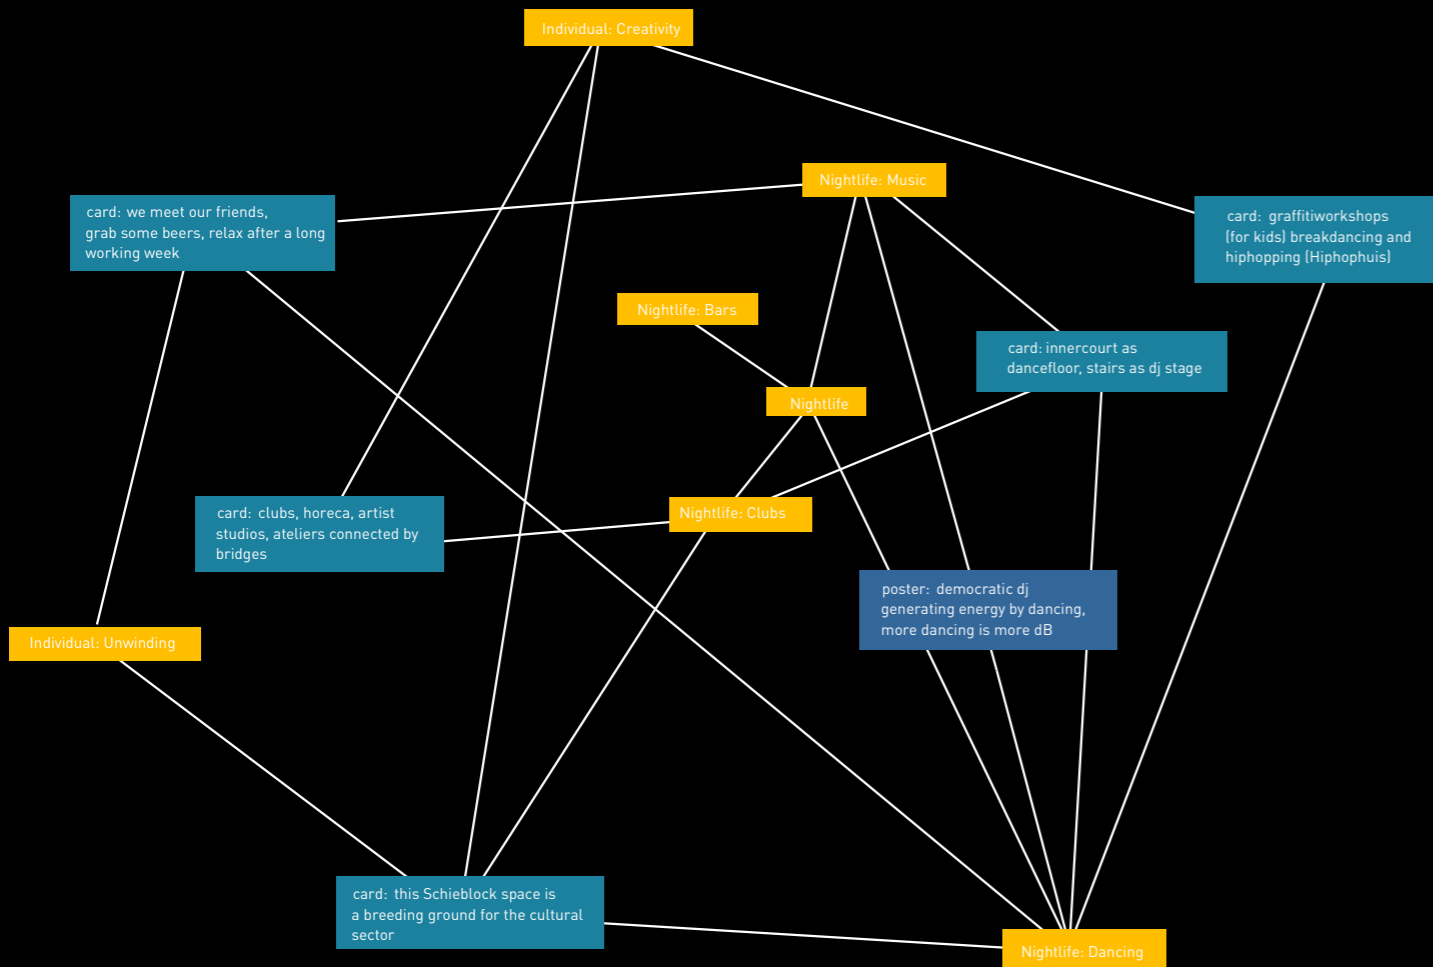 Individual: Creativity
Nightlife: Music
card: we meet our friends,
grab some beers, relax after a long
working week
card: graffitiworkshops
(for kids) breakdancing and
hiphopping (Hiphophuis)
Nightlife: Bars
card: innercourt as
dancefloor, stairs as dj stage
Nightlife
card: clubs, horeca, artist
studios, ateliers connected by
bridges
Nightlife: Clubs
poster: democratic dj
generating energy by dancing,
more dancing is more dB
Individual: Unwinding
card: this Schieblock space is
a breeding ground for the cultural
sector
Nightlife: Dancing